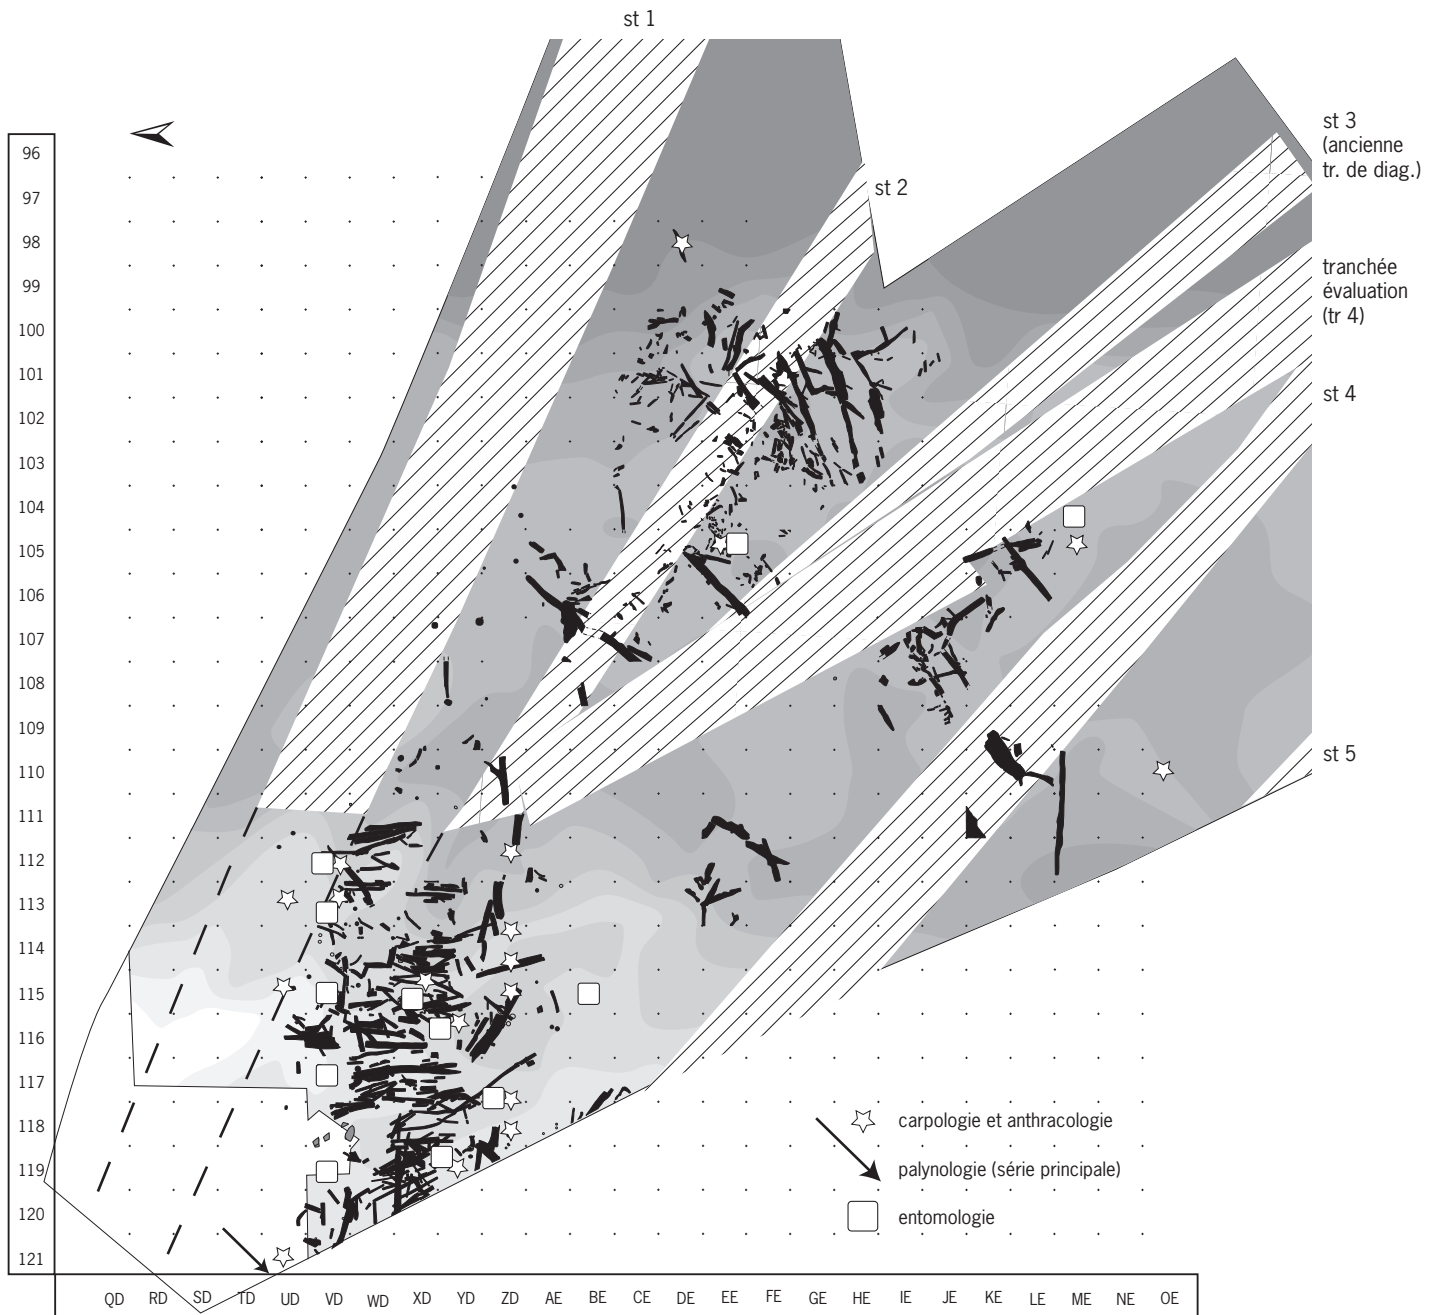 st 1
st 2
st 3
(ancienne
tr. de diag.)
tranchée
évaluation
(tr 4)
st 4
st 5
96
97
98
99
100
101
102
103
104
105
106
107
108
109
110
111
112
113
114
115
116
117
118
119
120
121
carpologie et anthracologie
palynologie (série principale)
entomologie
QD RD SD TD UD VD WD XD YD ZD AE BE CE DE EE FE GE HE IE JE KE LE ME NE OE